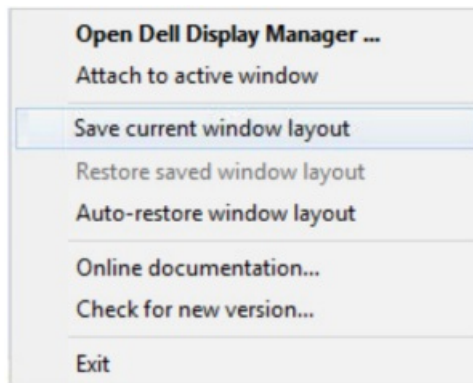 Open Dell Display Manager ...
Attach to active window
Save current window layout
Restore saved window layout
Auto-restore window layout
Online documentation...
Check for new version...
Exit